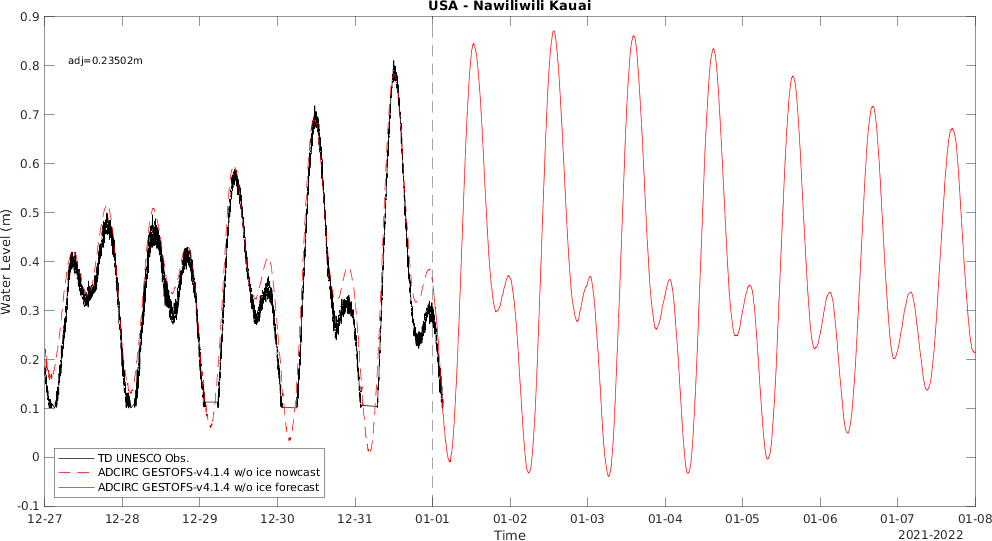 USA - Nawiliwili Kauai
adj=0.23502m
0.9
0.8
0.7
0.6
0.5
0.4
0.3
0.2
0.1
0
-0.1
Water Level (m)
TD UNESCO Obs.
ADCIRC GESTOFS-v4.1.4 w/o ice nowcast
ADCIRC GESTOFS-v4.1.4 w/o ice forecast
12-27 12-28 12-29 12-30 12-31 01-01 01-02 01-03 01-04 01-05 01-06 01-07 01-08
Time
2021-2022